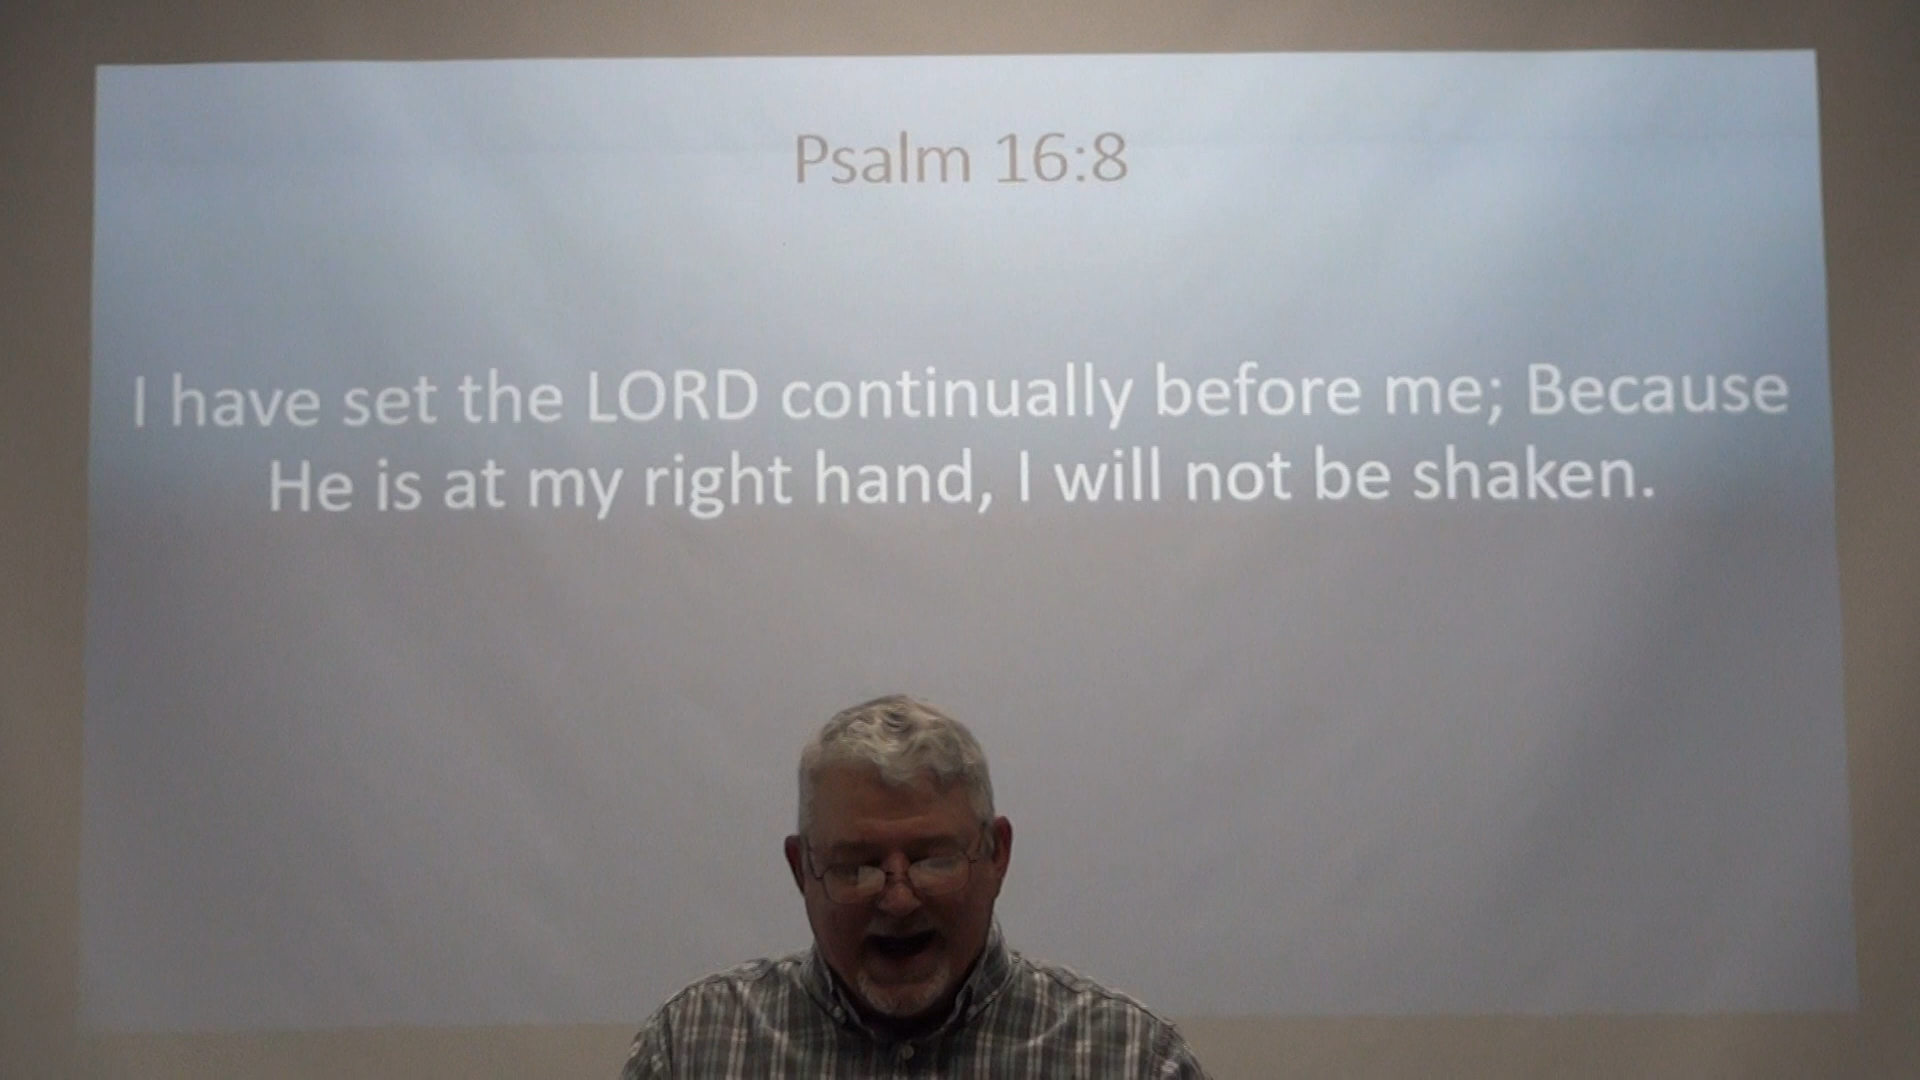 Psalm 16:8
I have set the LORD continually before me; Because
He is at my right hand, I will not be shaken.